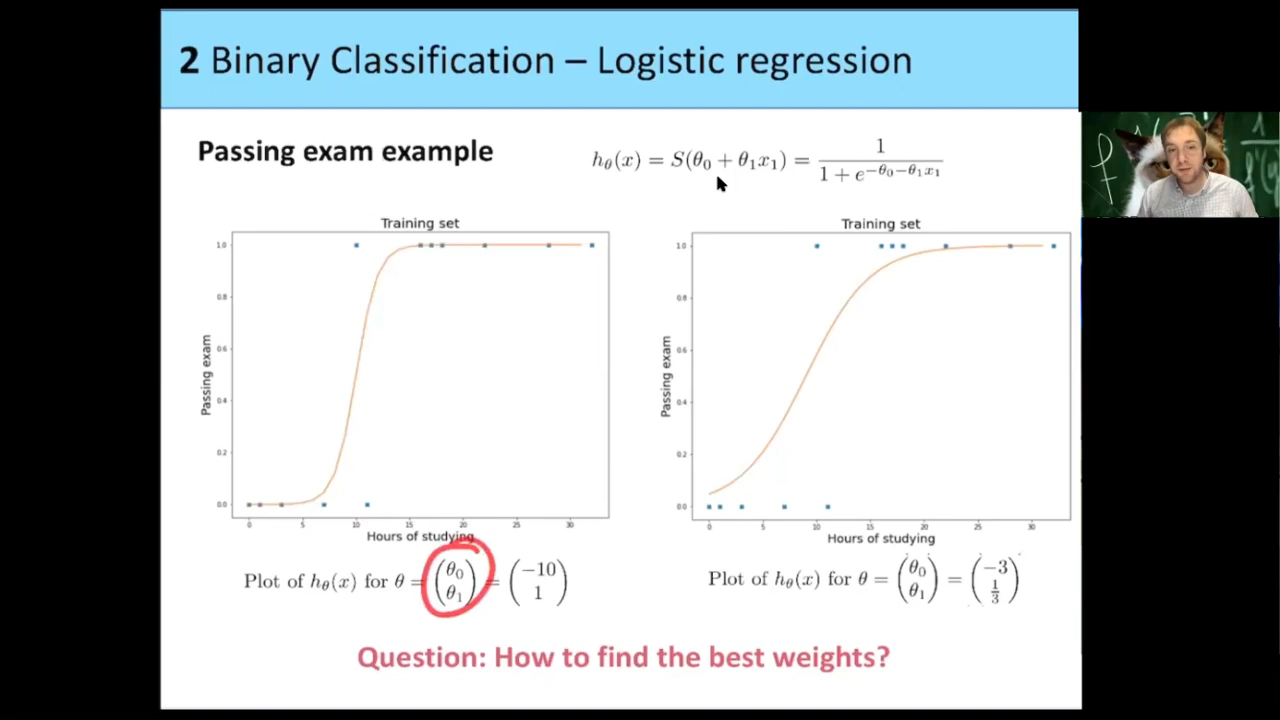 2 Binary Classification – Logistic regression
Passing exam example
h_θ(x) = S(θ₀ + θ₁x₁) = 1 / (1 + e^{−θ₀−θ₁x₁})
Training set
1.0
0.8
0.6
0.4
0.2
0.0
Passing exam
0 5 10 15 20 25 30
Hours of studying
Plot of h_θ(x) for θ = (θ₀ θ₁) = (−10 1)
Training set
1.0
0.8
0.6
0.4
0.2
0.0
Passing exam
0 5 10 15 20 25 30
Hours of studying
Plot of h_θ(x) for θ = (θ₀ θ₁) = (−3 1/3)
Question: How to find the best weights?